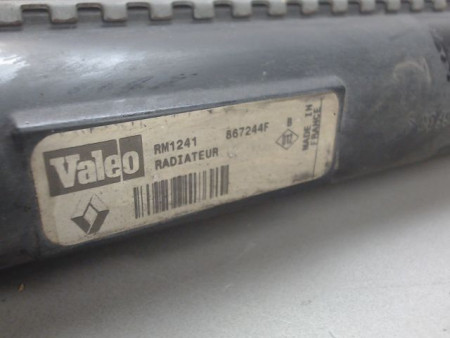 Valeo
RM1241 867244F
RADIATEUR
MADE IN
FRANCE